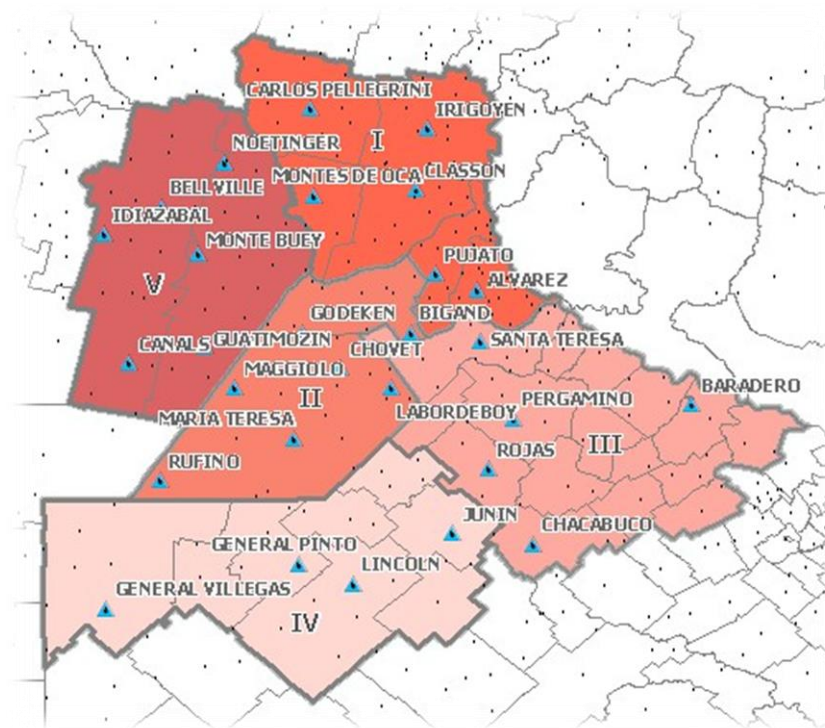 CARLOS PELLEGRINI
IRIGOYEN
I
NOETINGER
MONTES DE OCA
CLASSON
BELLVILLE
IDIAZABAL
MONTE BUEY
PUJATO
ALVAREZ
V
GODEKEN
BIGAND
CANALS
GUATIMOZIN
CHOVET
SANTA TERESA
MAGGIOLO
BARADERO
II
LABORDEBOY
PERGAMINO
MARIA TERESA
III
ROJAS
RUFINO
JUNIN
CHACABUCO
GENERAL PINTO
LINCOLN
GENERAL VILLEGAS
IV